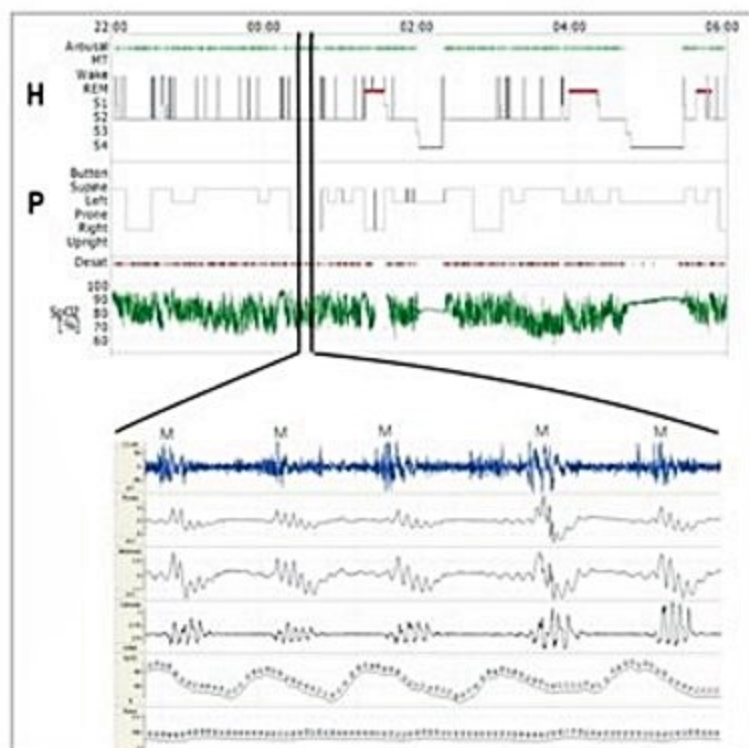 22:00 00:00 02:00 04:00 06:00
Arousal
MT
Wake
H REM
S1
S2
S3
S4
Button
Supine
P Left
Prone
Right
Upright
Desat
100
90
SpO2 80
70
60
M M M M M